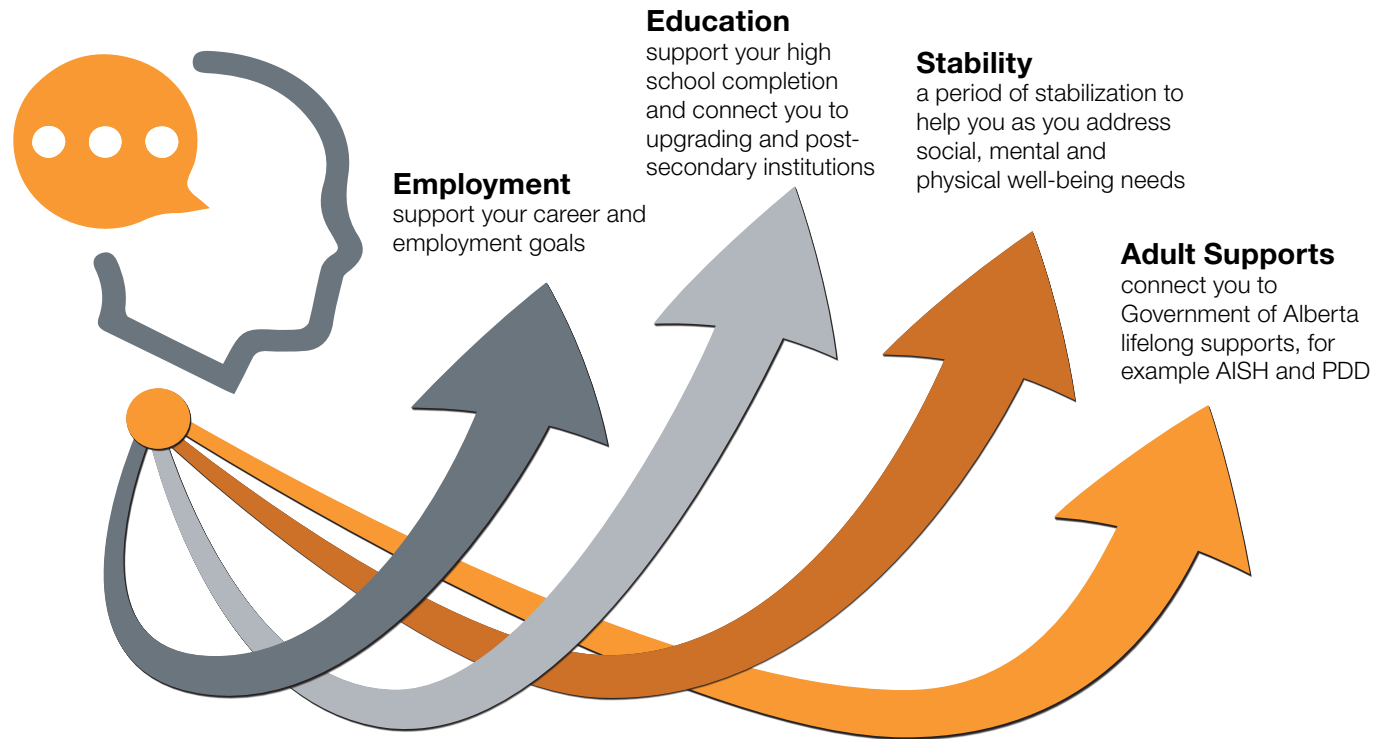 Employment
support your career and
employment goals
Education
support your high
school completion
and connect you to
upgrading and post-
secondary institutions
Stability
a period of stabilization to
help you as you address
social, mental and
physical well-being needs
Adult Supports
connect you to
Government of Alberta
lifelong supports, for
example AISH and PDD